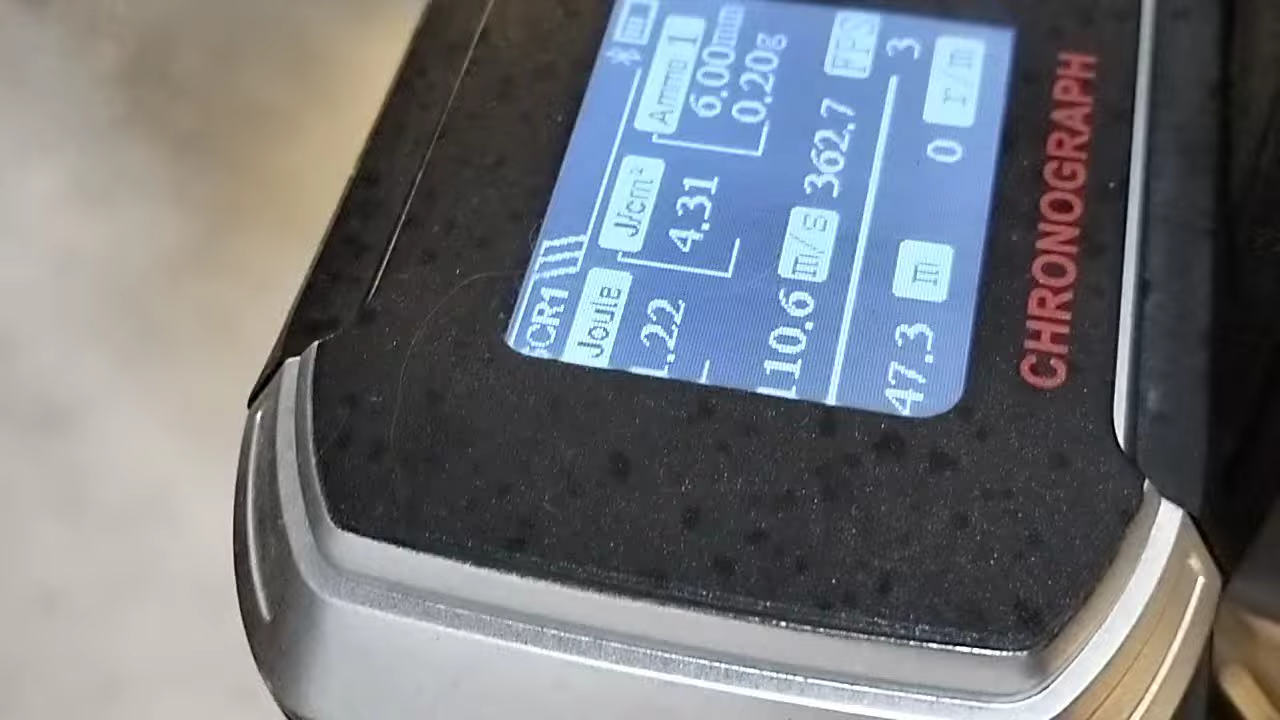 CR1
Joule J/cm² Ammo 1
1.22 4.31 6.00mm
0.20g
110.6 m/s 362.7 FPS
47.3 m 0 r/m 3
CHRONOGRAPH